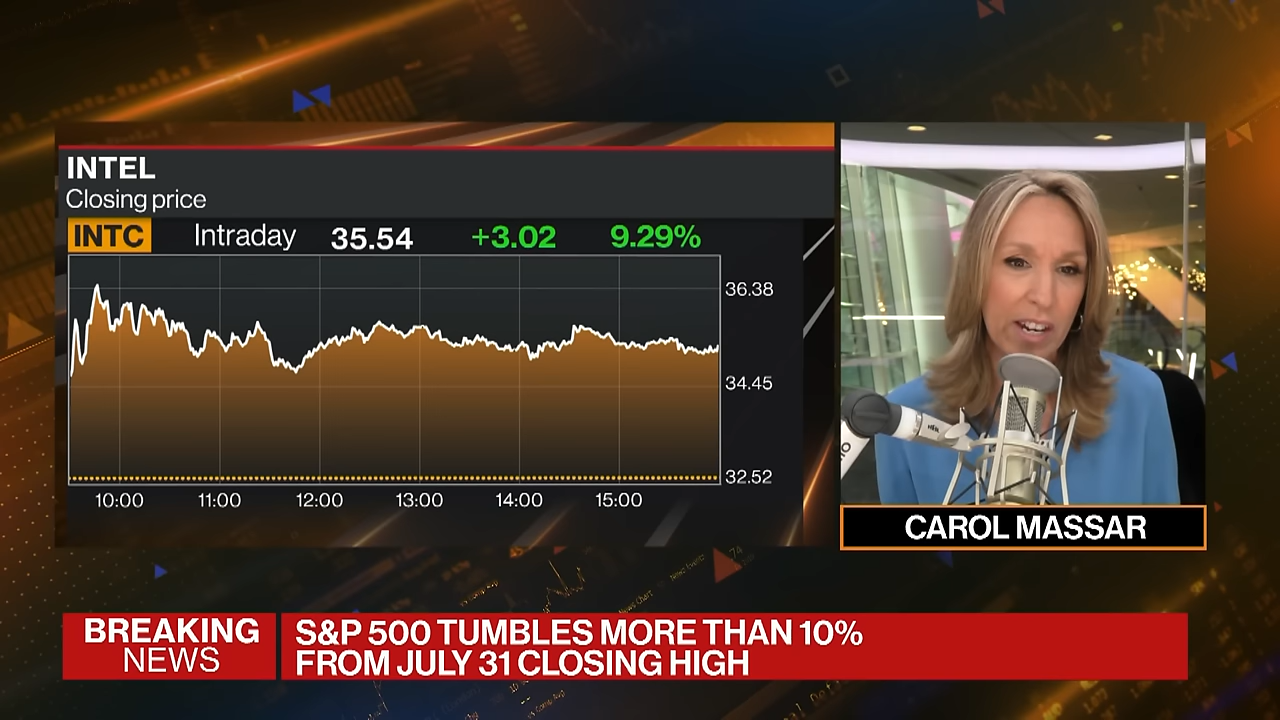 INTEL
Closing price
INTC Intraday 35.54 +3.02 9.29%
36.38
34.45
32.52
10:00 11:00 12:00 13:00 14:00 15:00
CAROL MASSAR
BREAKING
NEWS
S&P 500 TUMBLES MORE THAN 10%
FROM JULY 31 CLOSING HIGH